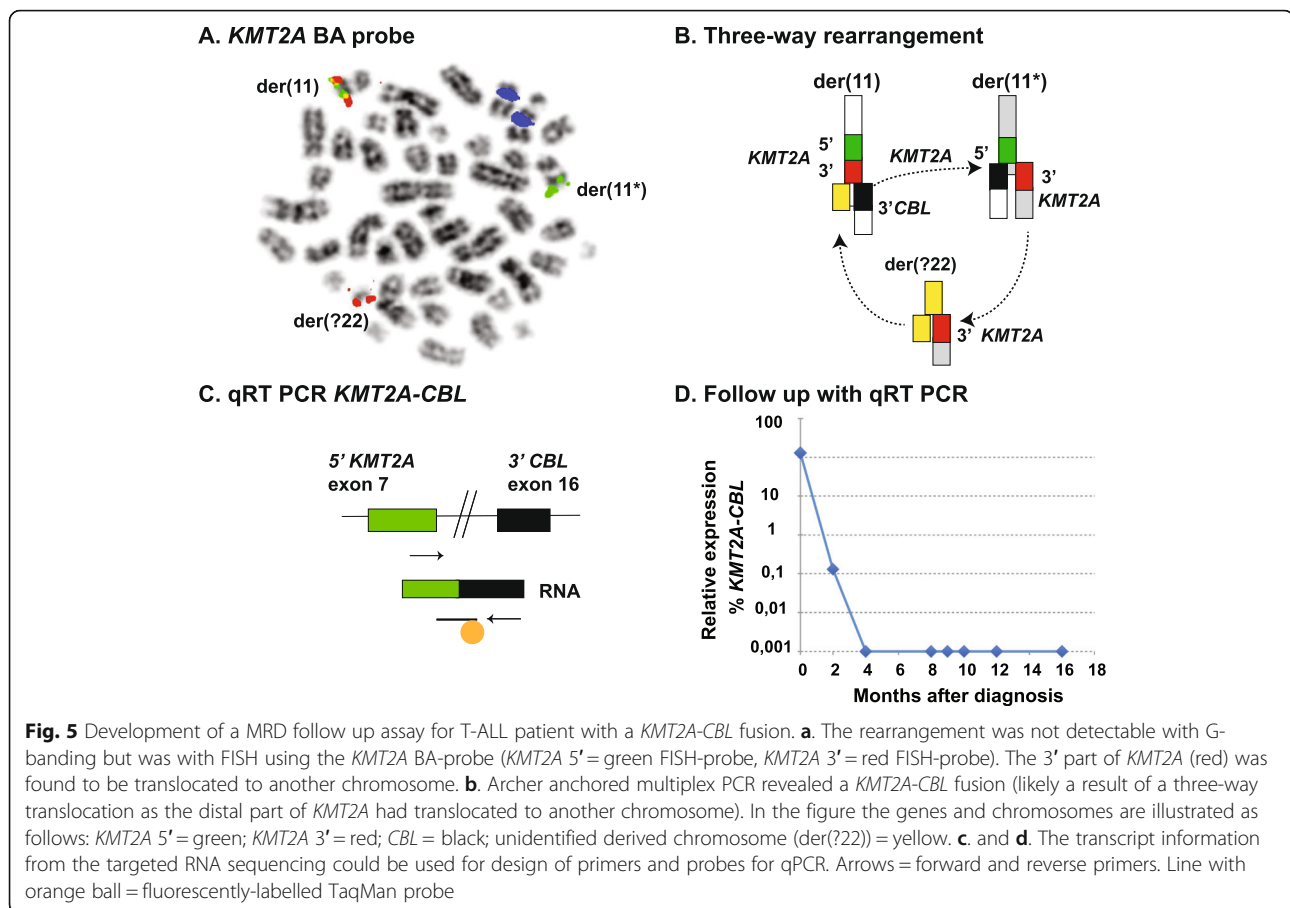 A. KMT2A BA probe
der(11)
der(11*)
der(?22)
B. Three-way rearrangement
der(11)
der(11*)
5'
KMT2A
3'
KMT2A
3'CBL
5'
3'
KMT2A
der(?22)
3' KMT2A
C. qRT PCR KMT2A-CBL
5' KMT2A
exon 7
3' CBL
exon 16
RNA
D. Follow up with qRT PCR
Relative expression
% KMT2A-CBL
100
10
1
0,1
0,01
0,001
0 2 4 6 8 10 12 14 16 18
Months after diagnosis
Fig. 5 Development of a MRD follow up assay for T-ALL patient with a KMT2A-CBL fusion. a. The rearrangement was not detectable with G-
banding but was with FISH using the KMT2A BA-probe (KMT2A 5′ = green FISH-probe, KMT2A 3′ = red FISH-probe). The 3′ part of KMT2A (red) was
found to be translocated to another chromosome. b. Archer anchored multiplex PCR revealed a KMT2A-CBL fusion (likely a result of a three-way
translocation as the distal part of KMT2A had translocated to another chromosome). In the figure the genes and chromosomes are illustrated as
follows: KMT2A 5′ = green; KMT2A 3′ = red; CBL = black; unidentified derived chromosome (der(?22)) = yellow. c. and d. The transcript information
from the targeted RNA sequencing could be used for design of primers and probes for qPCR. Arrows = forward and reverse primers. Line with
orange ball = fluorescently-labelled TaqMan probe